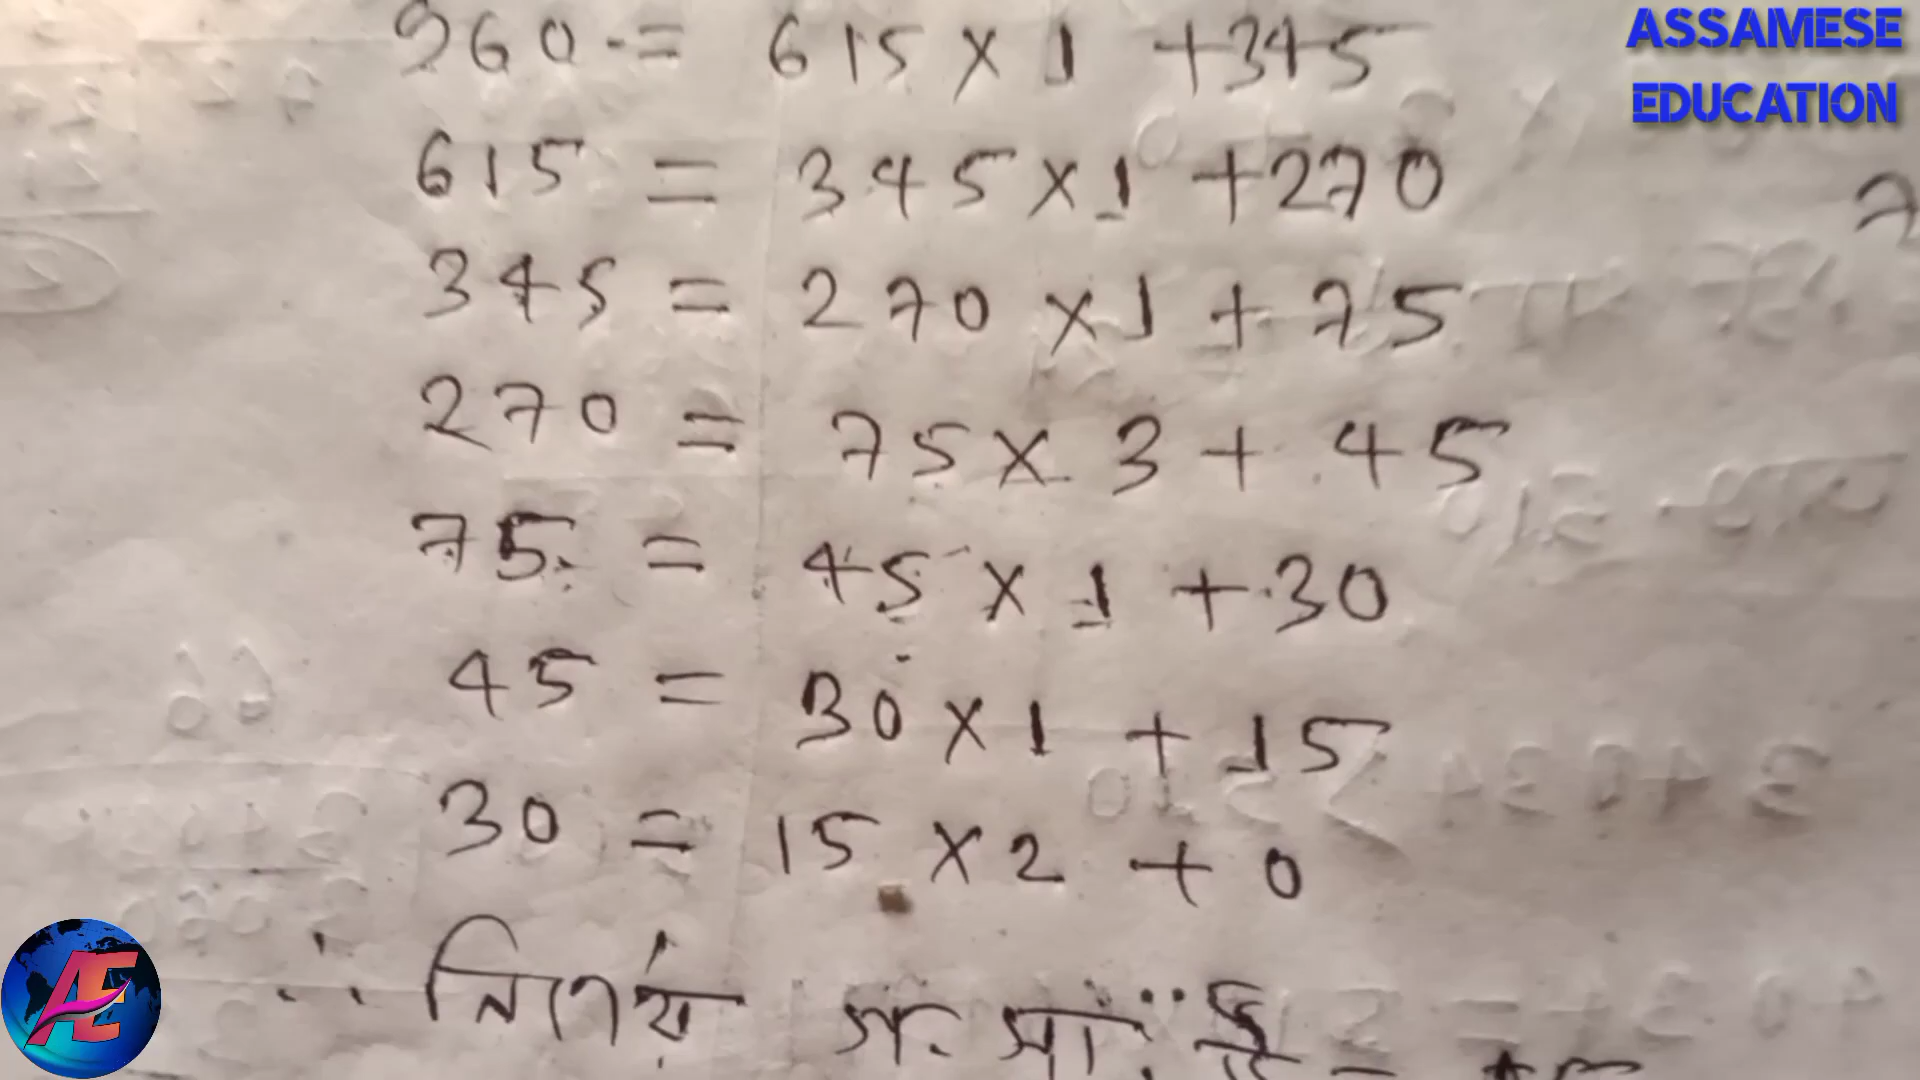 ASSAMESE
EDUCATION
960 = 615 × 1 + 345
615 = 345 × 1 + 270
7
345 = 270 × 1 + 75
270 = 75 × 3 + 45
75 = 45 × 1 + 30
45 = 30 × 1 + 15
30 = 15 × 2 + 0
∴ নিৰ্ণেয়
Æ